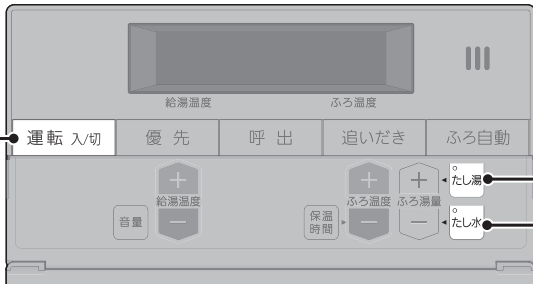 給湯温度 ふろ温度
運転 入/切 優先 呼出 追いだき ふろ自動
たし湯
給湯温度 ふろ温度 ふろ湯量
音量 保温時間 たし水